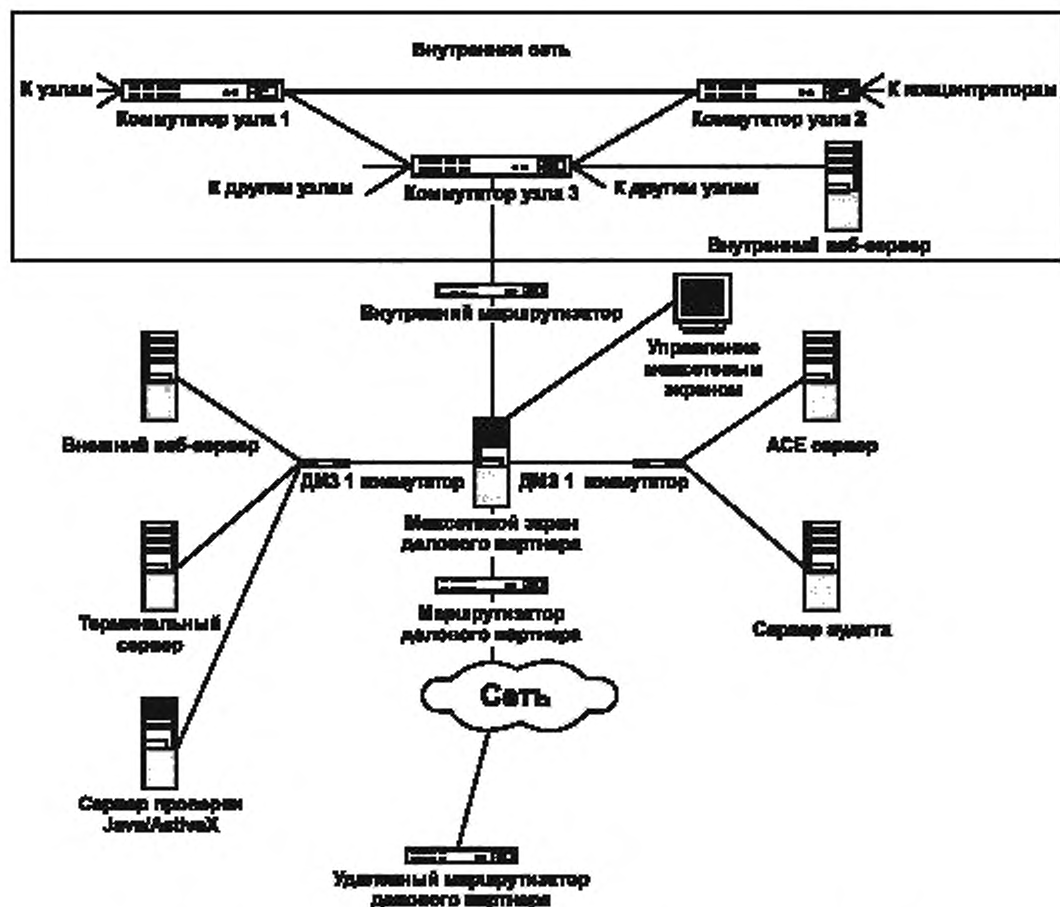 Внутренняя сеть
К узлам
К концентраторам
Коммутатор узла 1
Коммутатор узла 2
К другим узлам
Коммутатор узла 3
К другим узлам
Внутренний веб-сервер
Внутренний маршрутизатор
Управление
межсетевым
экраном
Внешний веб-сервер
ACE сервер
ДМЗ 1 коммутатор
ДМЗ 1 коммутатор
Межсетевой экран
делового партнера
Терминальный
сервер
Маршрутизатор
делового партнера
Сервер аудита
Сеть
Сервер проверки
Java/ActiveX
Удаленный маршрутизатор
делового партнера